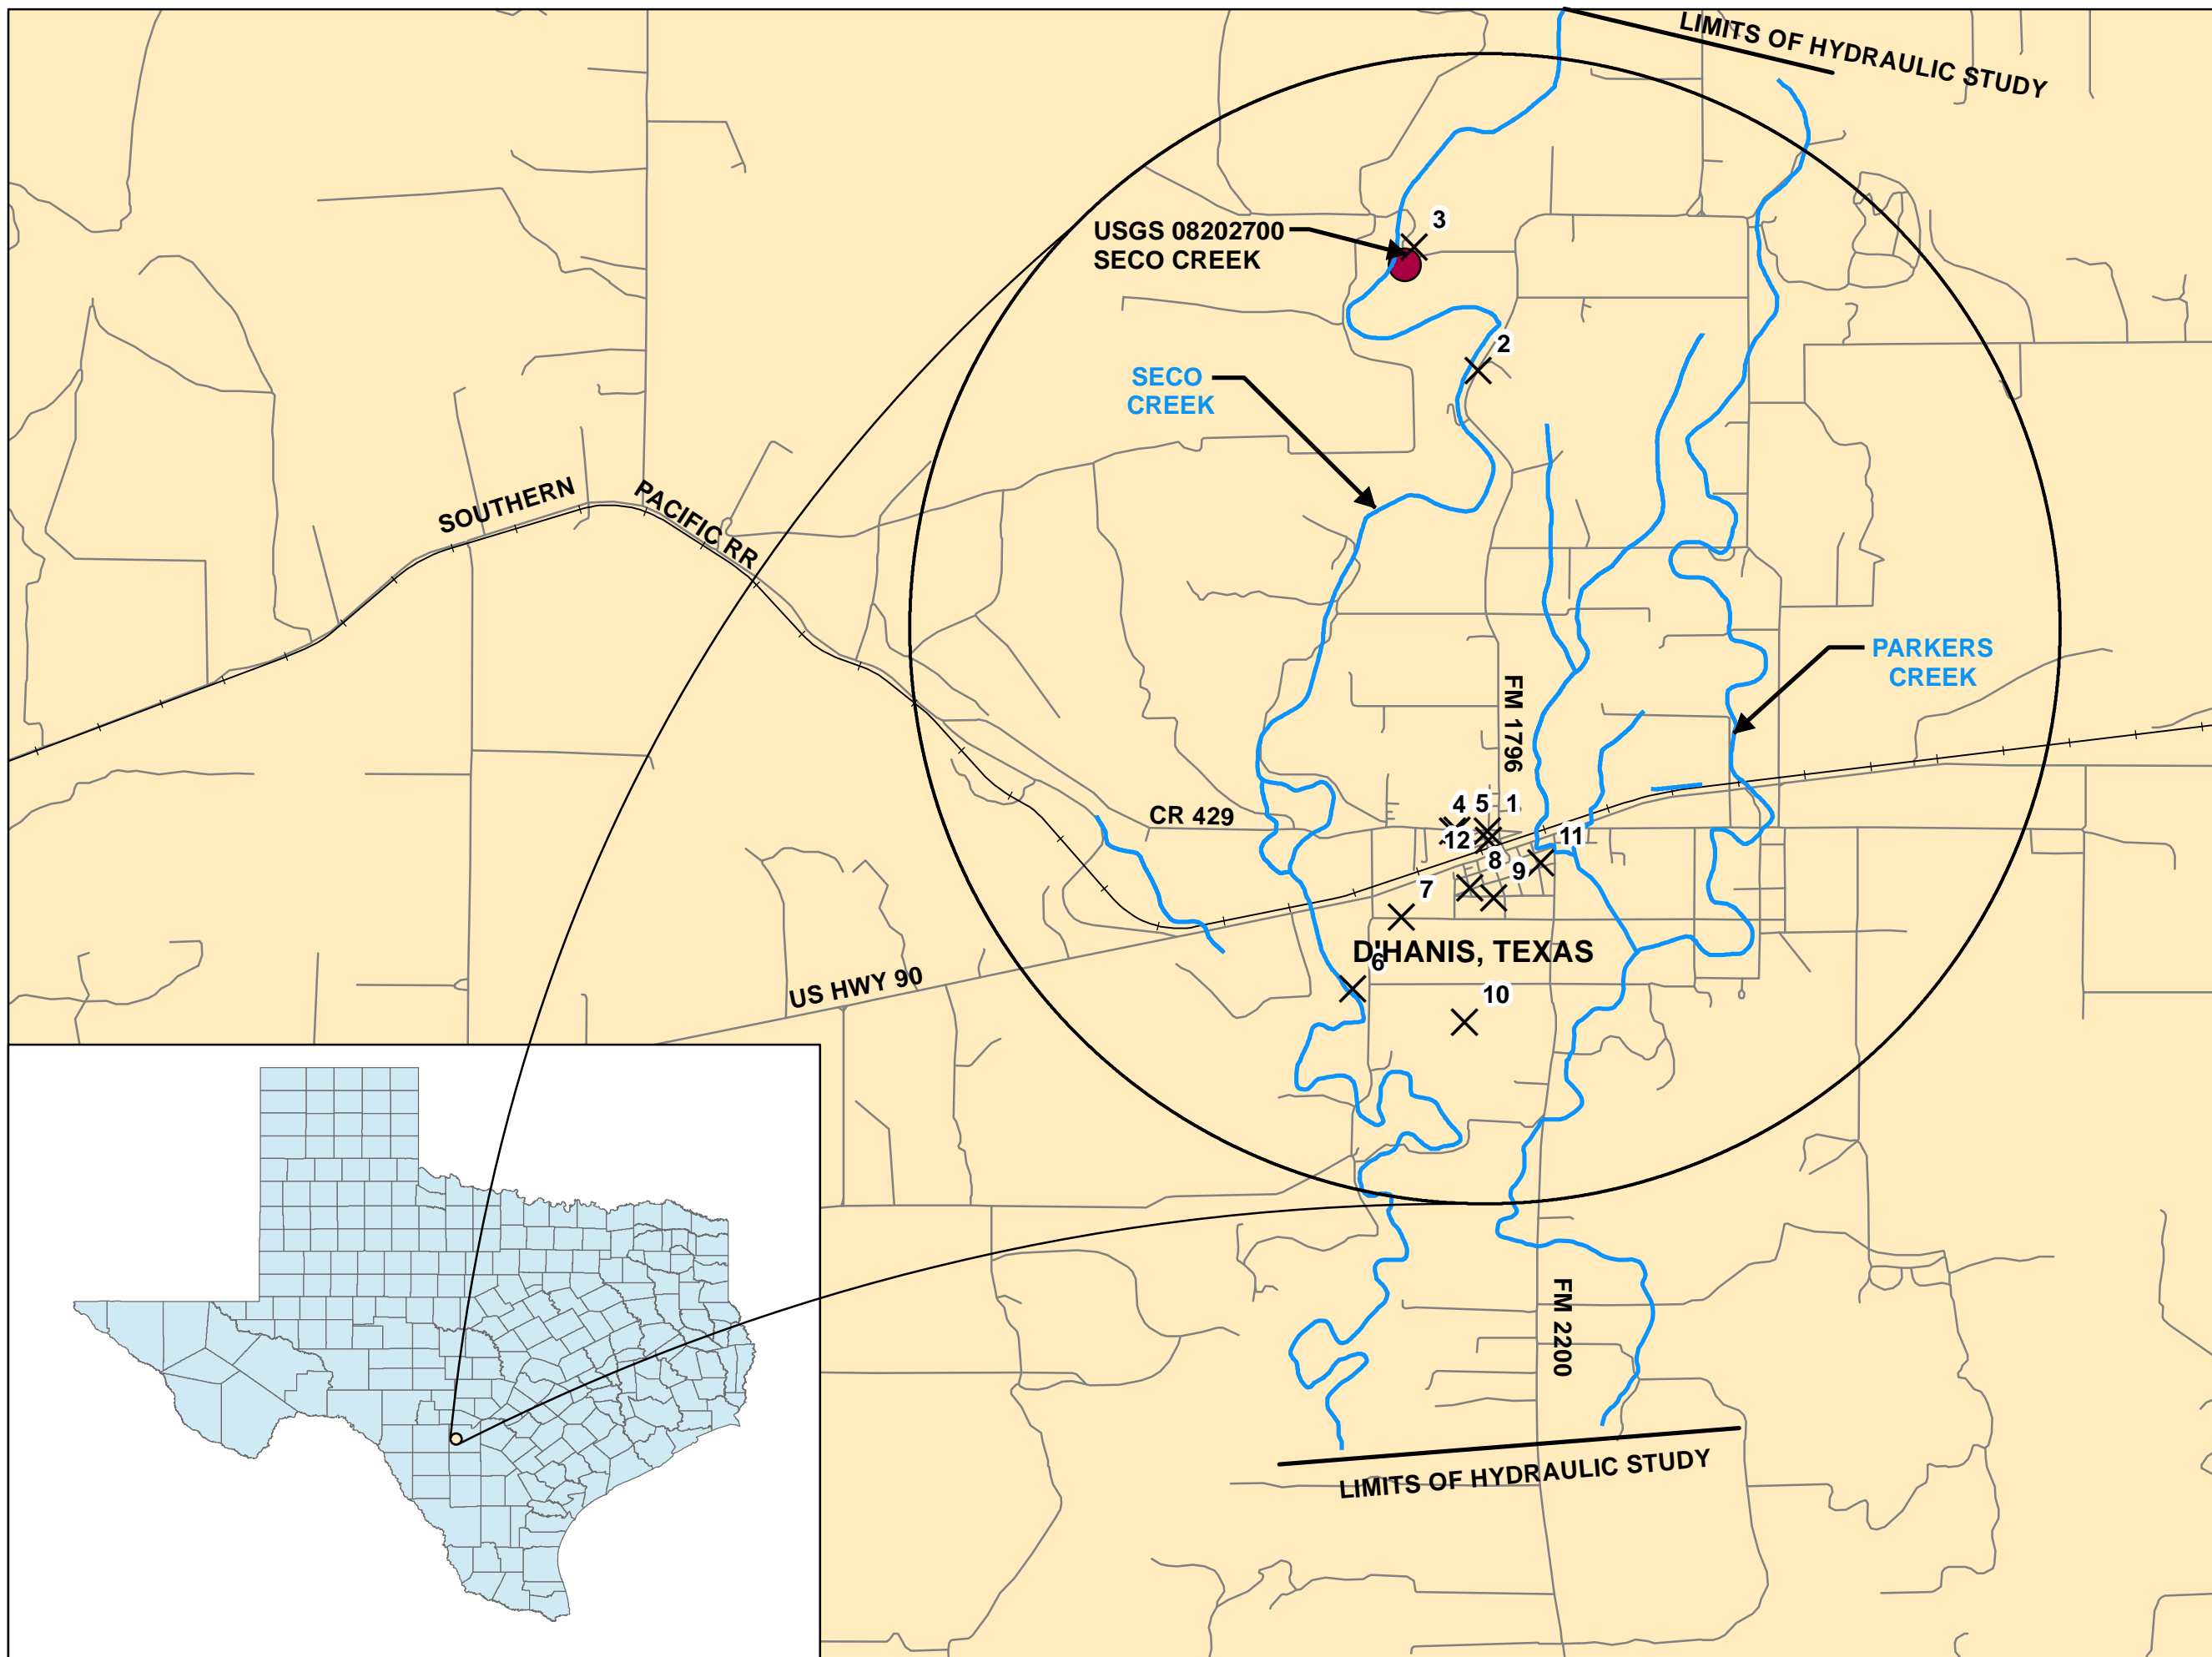 LIMITS OF HYDRAULIC STUDY
3
USGS 08202700
SECO CREEK
2
SECO
CREEK
SOUTHERN
PACIFIC RR
PARKERS
CREEK
FM 1796
4
5
1
CR 429
12
11
8
9
7
D'HANIS, TEXAS
6
US HWY 90
10
FM 2200
LIMITS OF HYDRAULIC STUDY